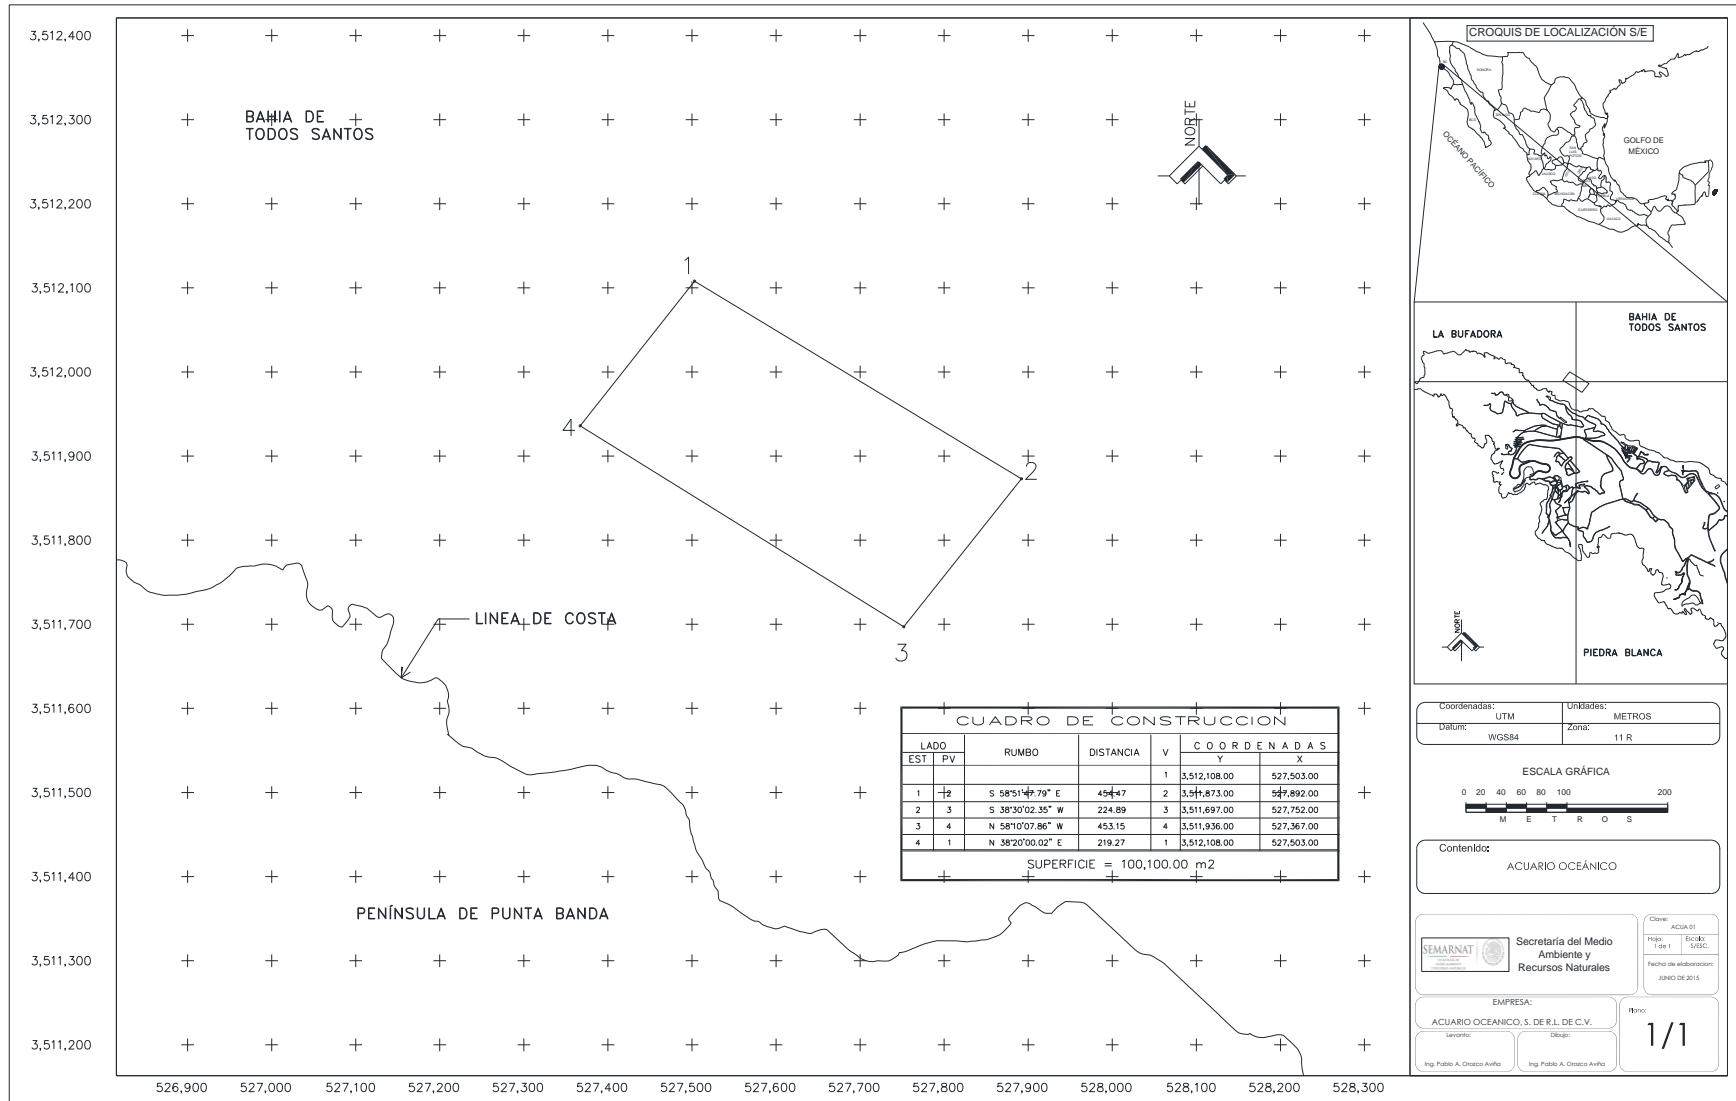 3,512,400
3,512,300
3,512,200
3,512,100
3,512,000
3,511,900
3,511,800
3,511,700
3,511,600
3,511,500
3,511,400
3,511,300
3,511,200
526,900 527,000 527,100 527,200 527,300 527,400 527,500 527,600 527,700 527,800 527,900 528,000 528,100 528,200 528,300
BAHIA DE
TODOS SANTOS
NORTE
1
2
3
4
LINEA DE COSTA
PENÍNSULA DE PUNTA BANDA
CUADRO DE CONSTRUCCION
LADO RUMBO DISTANCIA V COORDENADAS
EST PV Y X
1 3,512,108.00 527,503.00
1 2 S 58°51'47.79" E 454.47 2 3,511,873.00 527,892.00
2 3 S 38°30'02.35" W 224.89 3 3,511,697.00 527,752.00
3 4 N 58°10'07.86" W 453.15 4 3,511,936.00 527,367.00
4 1 N 38°20'00.02" E 219.27 1 3,512,108.00 527,503.00
SUPERFICIE = 100,100.00 m2
CROQUIS DE LOCALIZACIÓN S/E
SONORA
GOLFO DE
MÉXICO
OCÉANO PACÍFICO
BAHIA DE
TODOS SANTOS
LA BUFADORA
NORTE
PIEDRA BLANCA
Coordenadas: UTM
Unidades: METROS
Datum: WGS84
Zona: 11 R
ESCALA GRÁFICA
0 20 40 60 80 100 200
M E T R O S
Contenido:
ACUARIO OCEÁNICO
SEMARNAT
Secretaría del Medio
Ambiente y
Recursos Naturales
Clave:
ACUA 01
Hoja: 1 de 1
Escala: S/ESC.
Fecha de elaboracion:
JUNIO DE 2015
EMPRESA:
ACUARIO OCEANICO, S. DE R.L. DE C.V.
Levanto:
Ing. Pablo A. Orozco Aviña
Dibujo:
Ing. Pablo A. Orozco Aviña
Plano:
1/1